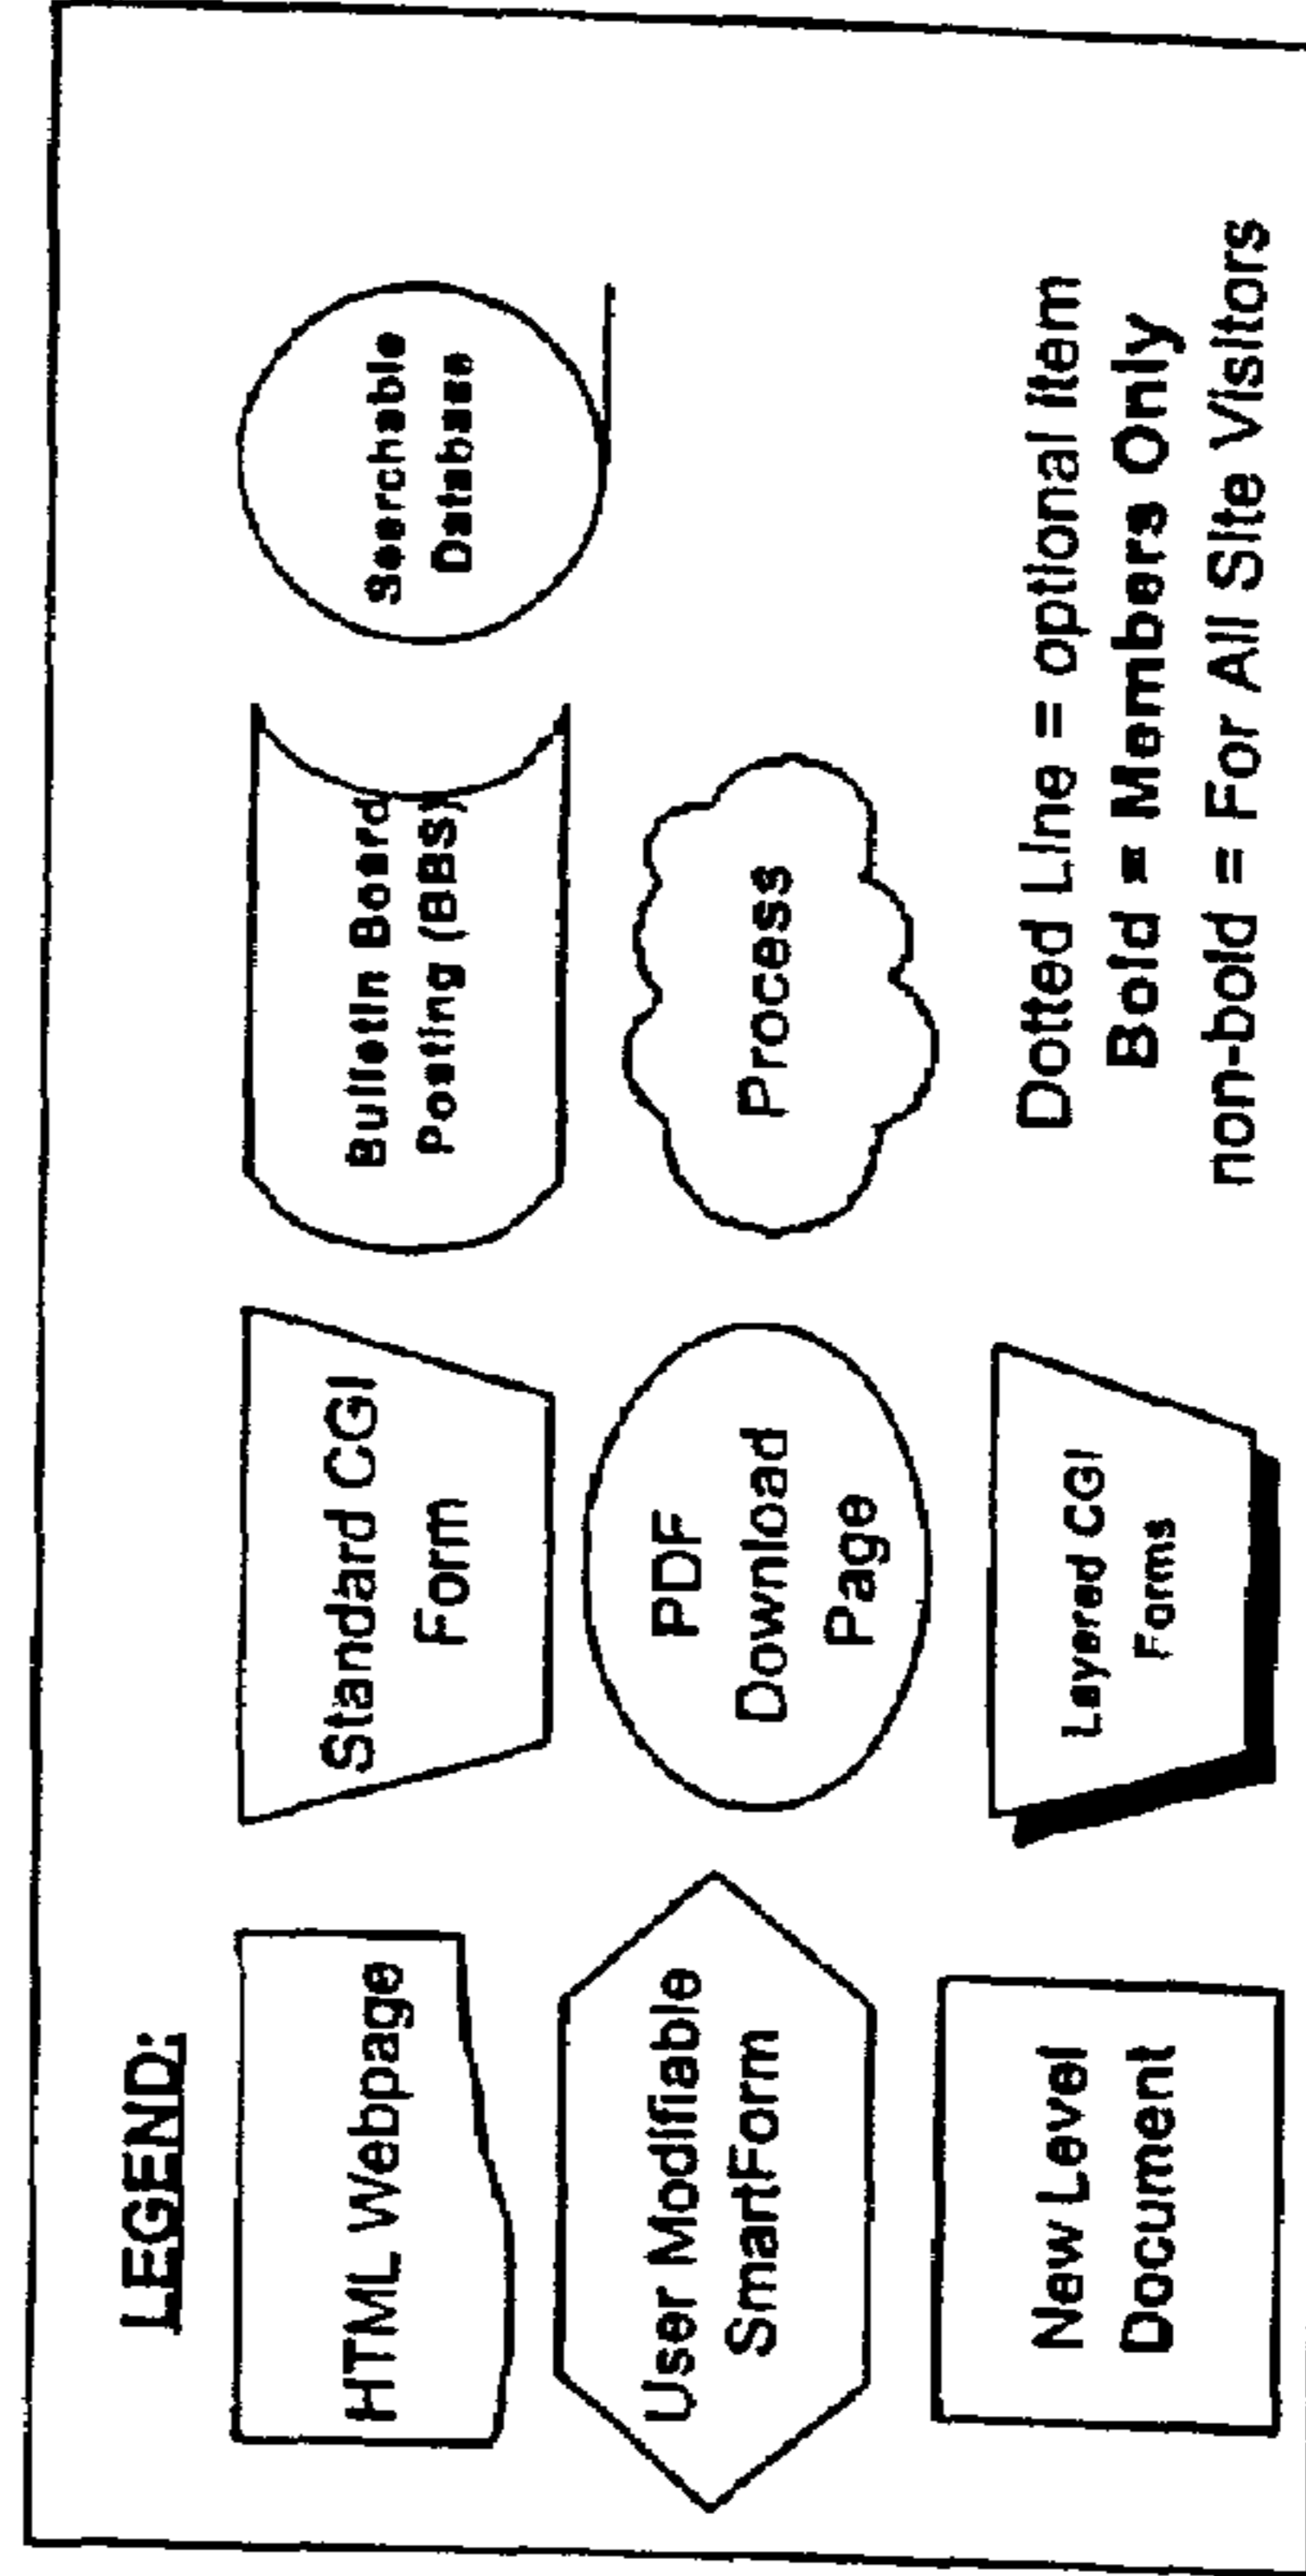 LEGEND:
HTML Webpage
Standard CGI
Form
Bulletin Board
Posting (BBS)
Searchable
Database
User Modifiable
SmartForm
PDF
Download
Page
Process
New Level
Document
Layered CGI
Forms
Dotted Line = optional item
Bold = Members Only
non-bold = For All Site Visitors